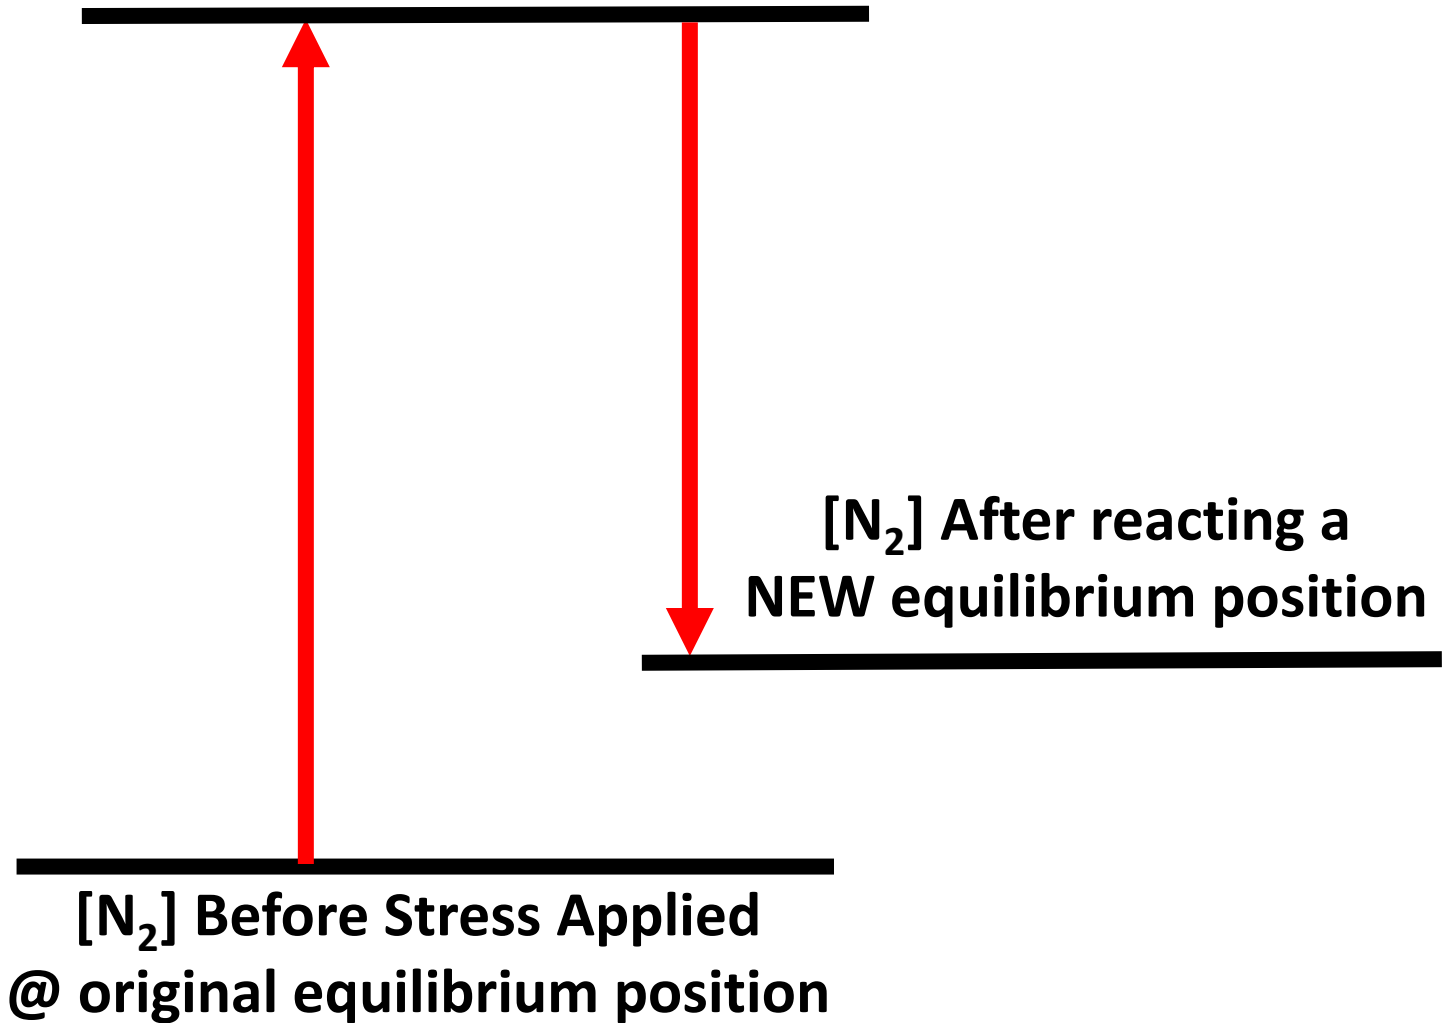 [N₂] After reacting a
NEW equilibrium position
[N₂] Before Stress Applied
@ original equilibrium position